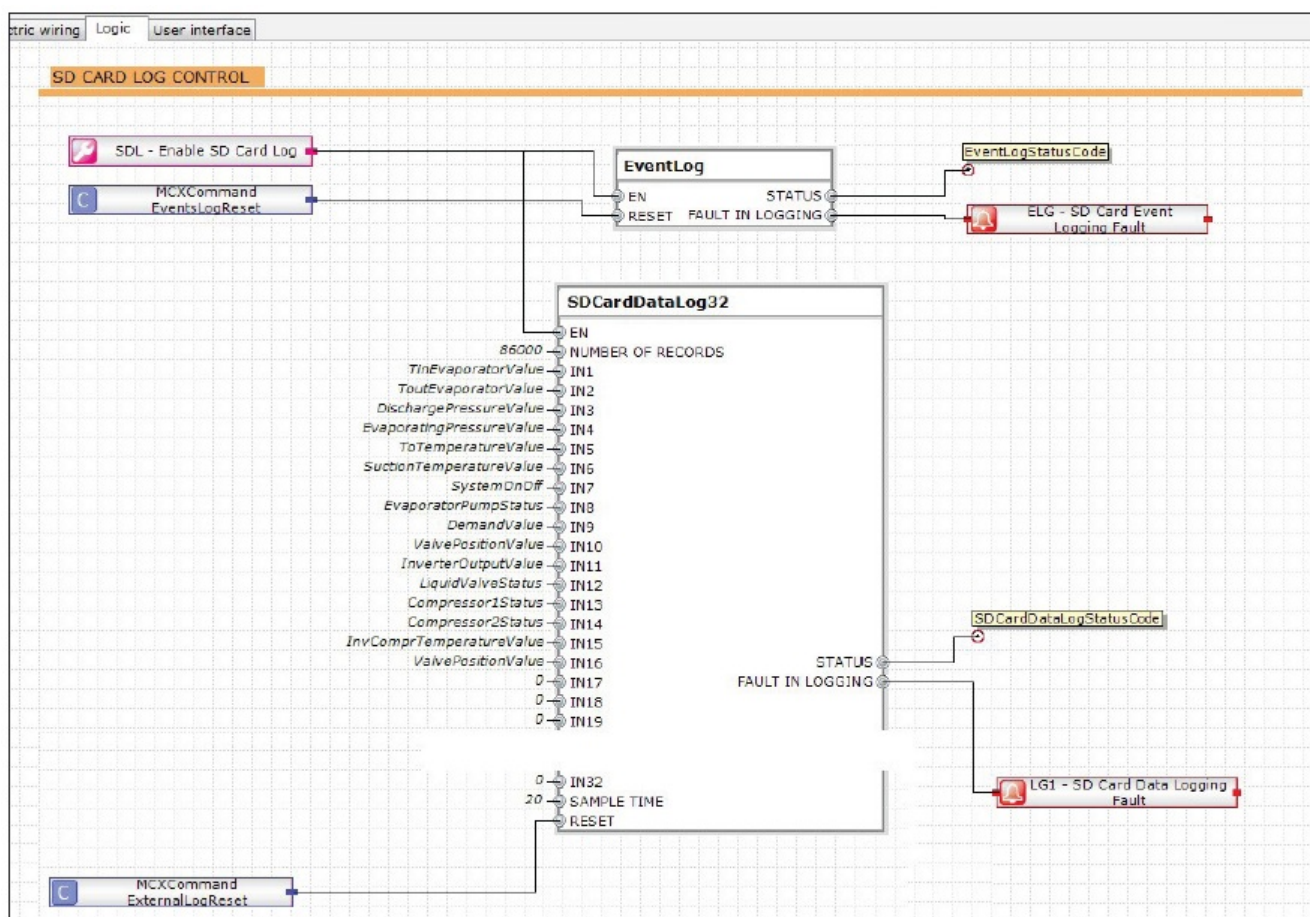 ctric wiring Logic User interface
SD CARD LOG CONTROL
SDL - Enable SD Card Log
MCXCommand
EventsLogReset
C
EventLog
EN STATUS
RESET FAULT IN LOGGING
EventLogStatusCode
ELG - SD Card Event
Logging Fault
SDCardDataLog32
EN
86000 NUMBER OF RECORDS
TinEvaporatorValue IN1
ToutEvaporatorValue IN2
DischargePressureValue IN3
EvaporatingPressureValue IN4
ToTemperatureValue IN5
SuctionTemperatureValue IN6
SystemOnOff IN7
EvaporatorPumpStatus IN8
DemandValue IN9
ValvePositionValue IN10
InverterOutputValue IN11
LiquidValveStatus IN12
Compressor1Status IN13
Compressor2Status IN14
InvComprTemperatureValue IN15
ValvePositionValue IN16 STATUS
0 IN17 FAULT IN LOGGING
0 IN18
0 IN19
0 IN32
20 SAMPLE TIME
RESET
SDCardDataLogStatusCode
LG1 - SD Card Data Logging
Fault
C
MCXCommand
ExternalLogReset